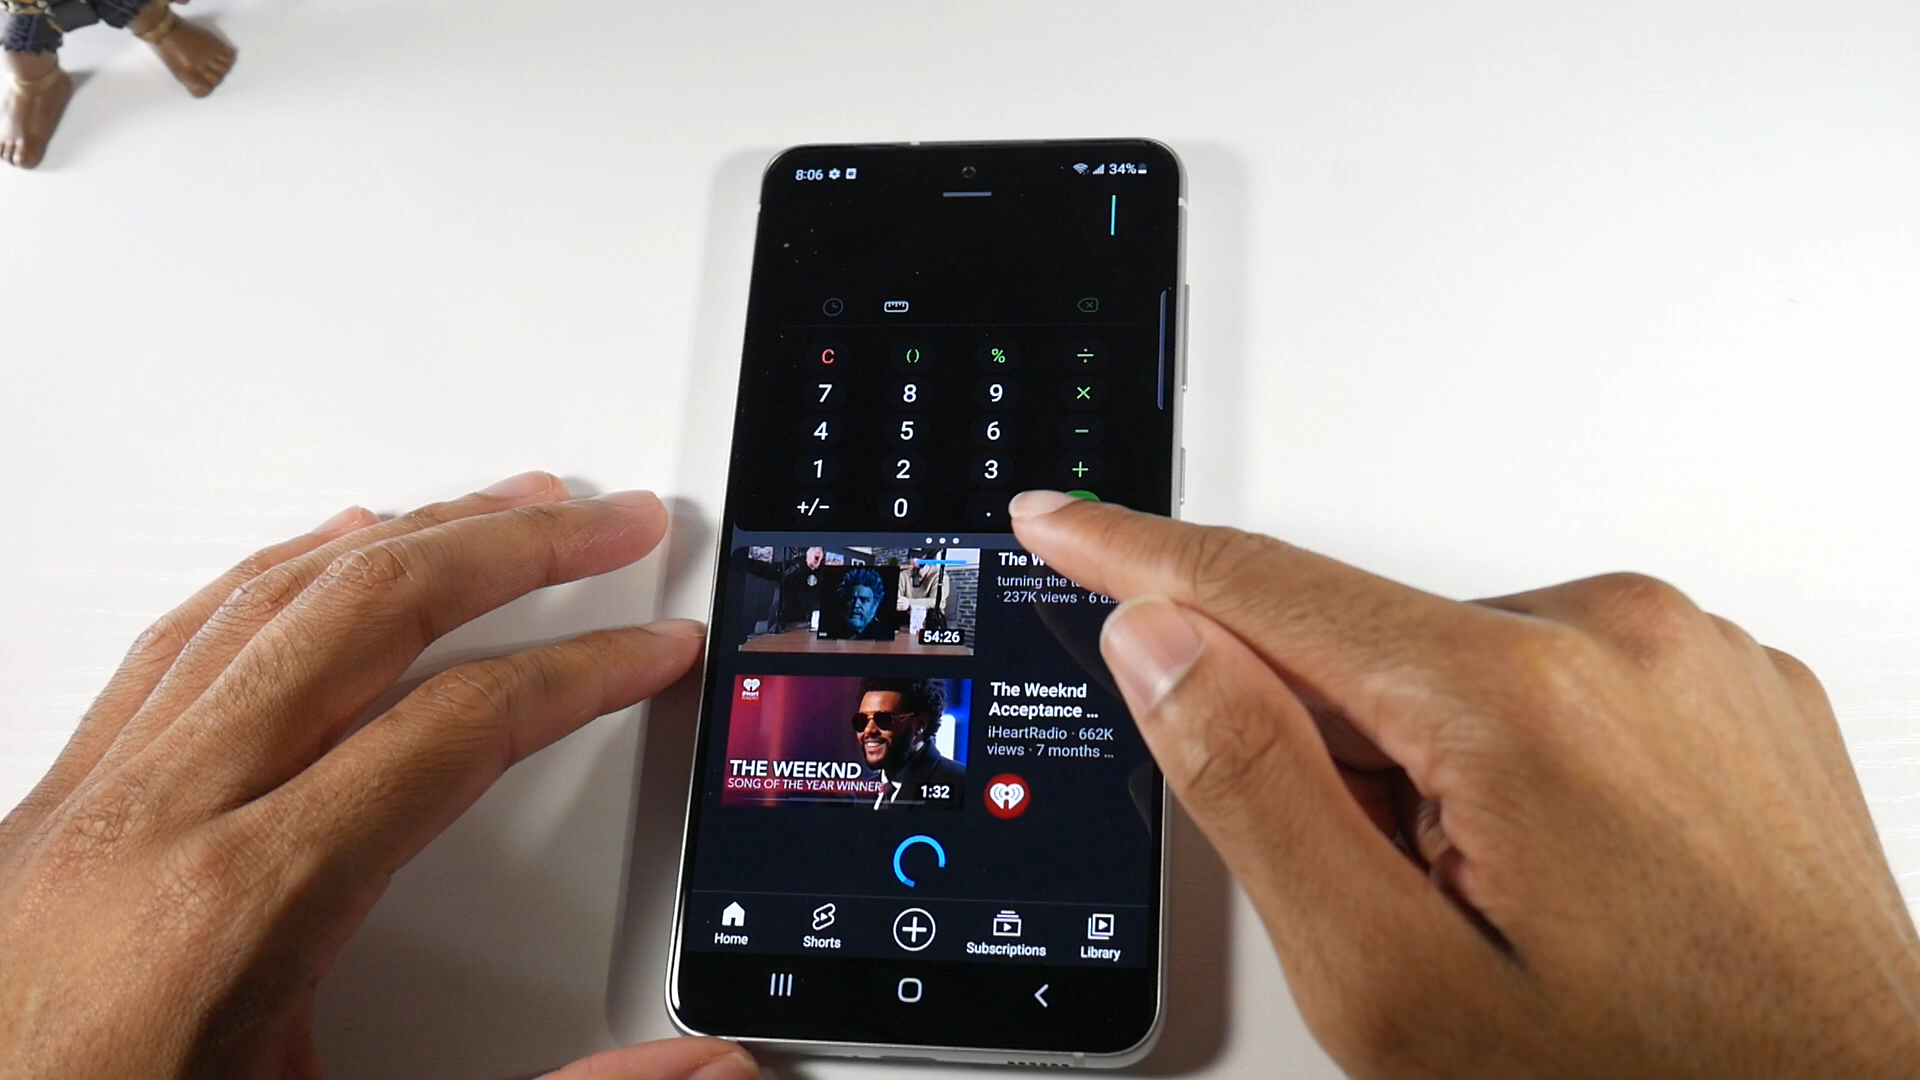 8:06 34%
C () % ÷
7 8 9 ×
4 5 6 −
1 2 3 +
+/− 0 .
The W
turning the
· 237K views · 6 d...
54:26
iHeart
RADIO
THE WEEKND
SONG OF THE YEAR WINNER
1:32
The Weeknd
Acceptance ...
iHeartRadio · 662K
views · 7 months ...
Home
Shorts
Subscriptions
Library